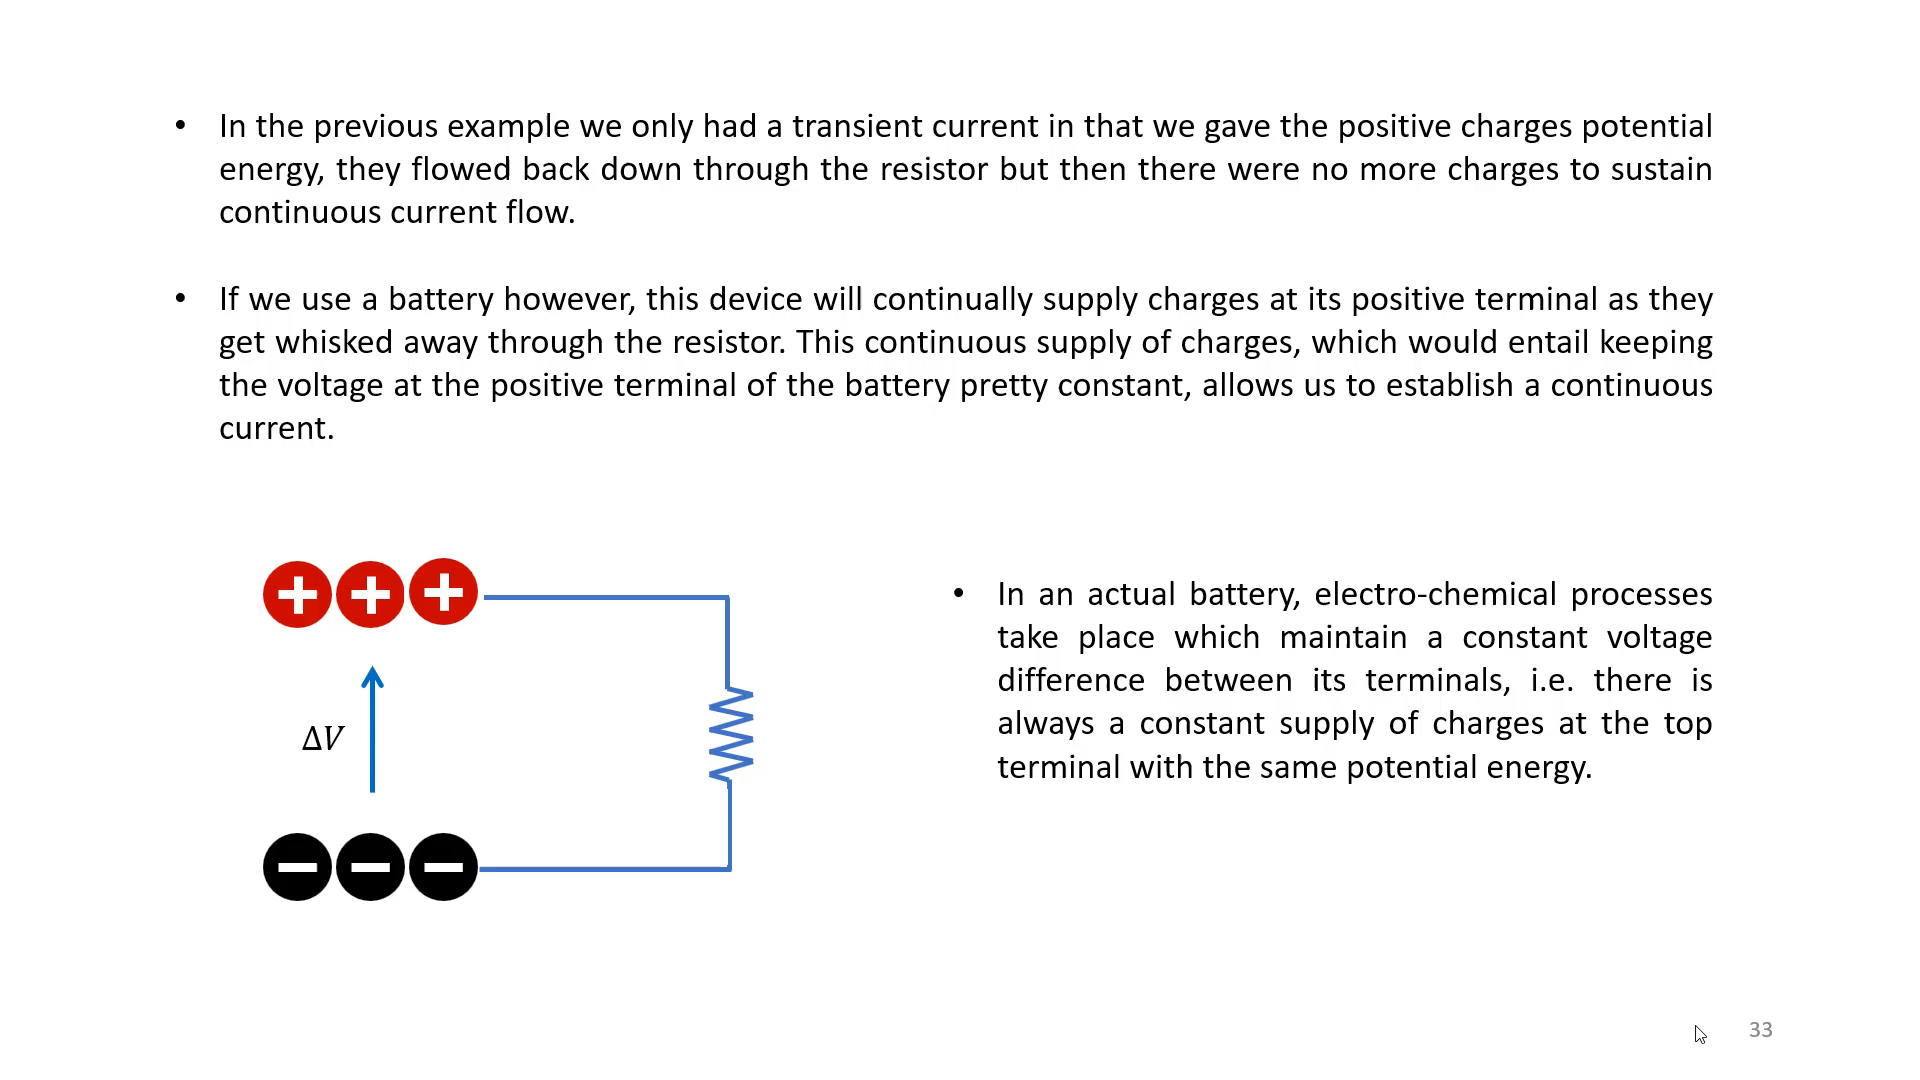 • In the previous example we only had a transient current in that we gave the positive charges potential
energy, they flowed back down through the resistor but then there were no more charges to sustain
continuous current flow.
• If we use a battery however, this device will continually supply charges at its positive terminal as they
get whisked away through the resistor. This continuous supply of charges, which would entail keeping
the voltage at the positive terminal of the battery pretty constant, allows us to establish a continuous
current.
+ + +
ΔV
− − −
• In an actual battery, electro-chemical processes
take place which maintain a constant voltage
difference between its terminals, i.e. there is
always a constant supply of charges at the top
terminal with the same potential energy.
33